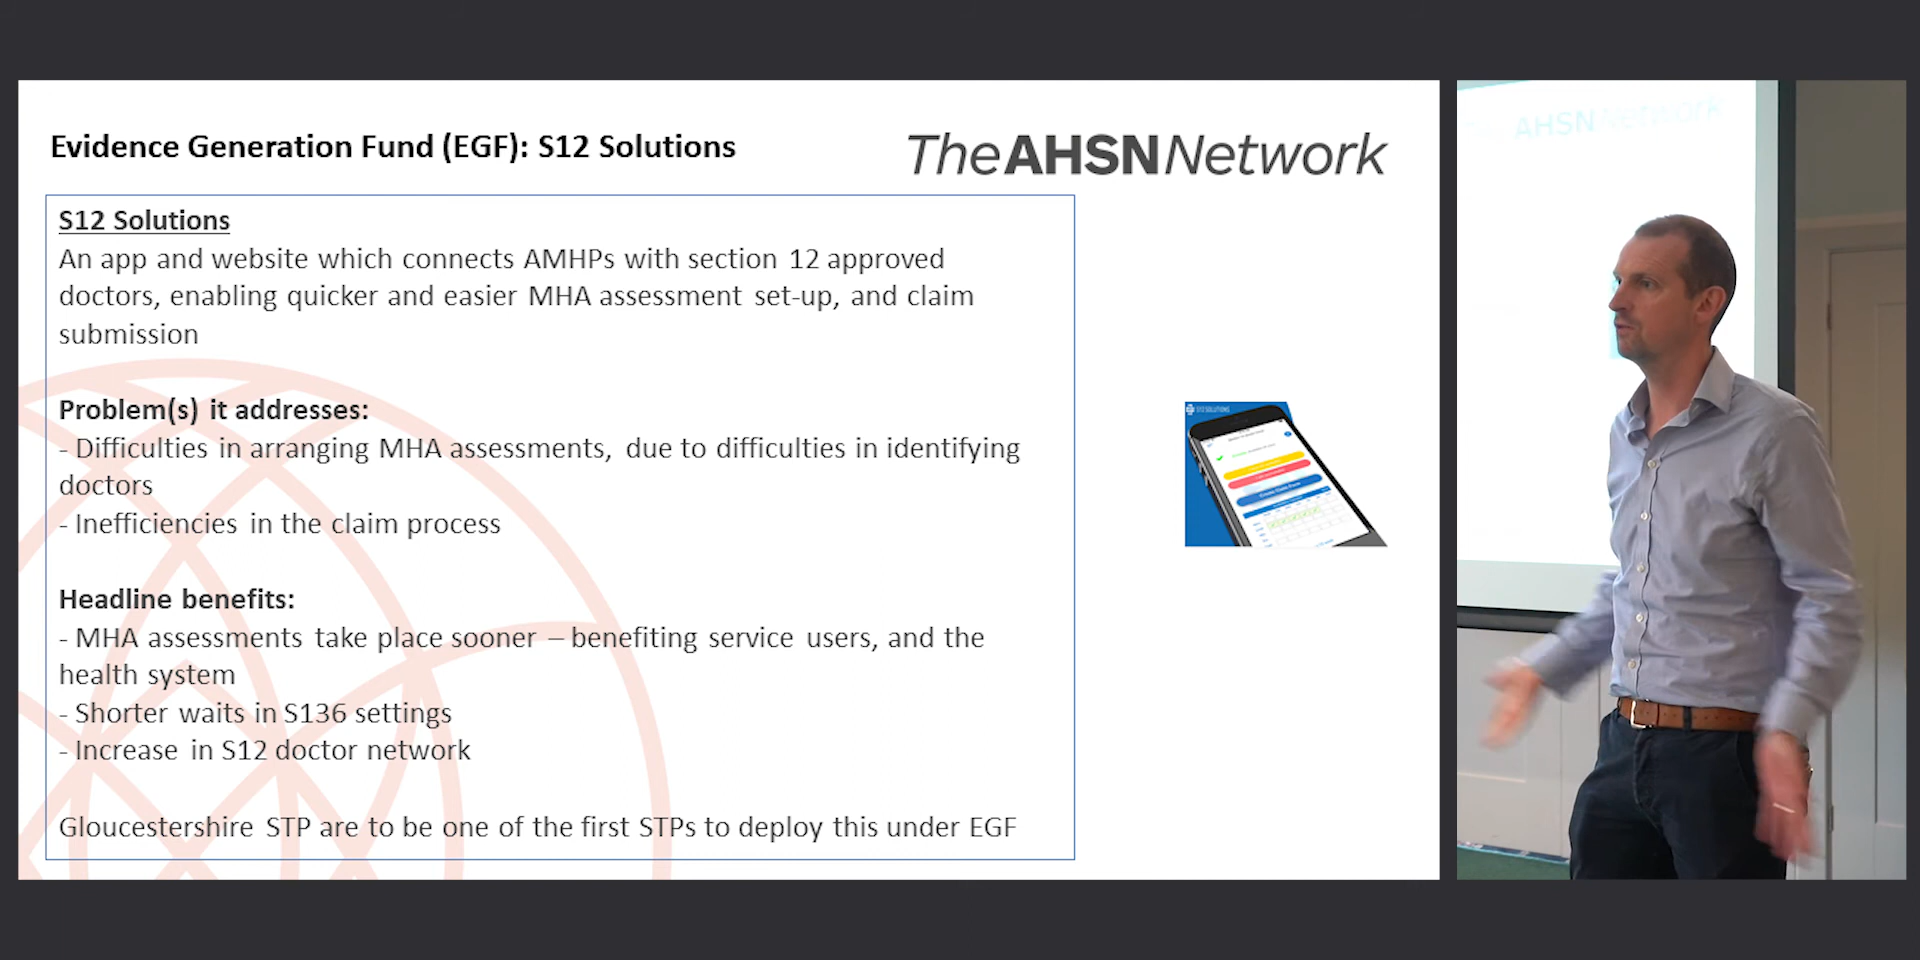 Evidence Generation Fund (EGF): S12 Solutions
TheAHSNNetwork
S12 Solutions
An app and website which connects AMHPs with section 12 approved
doctors, enabling quicker and easier MHA assessment set-up, and claim
submission
Problem(s) it addresses:
- Difficulties in arranging MHA assessments, due to difficulties in identifying
doctors
- Inefficiencies in the claim process
Headline benefits:
- MHA assessments take place sooner – benefiting service users, and the
health system
- Shorter waits in S136 settings
- Increase in S12 doctor network
Gloucestershire STP are to be one of the first STPs to deploy this under EGF
S12 SOLUTIONS
AHSN Network